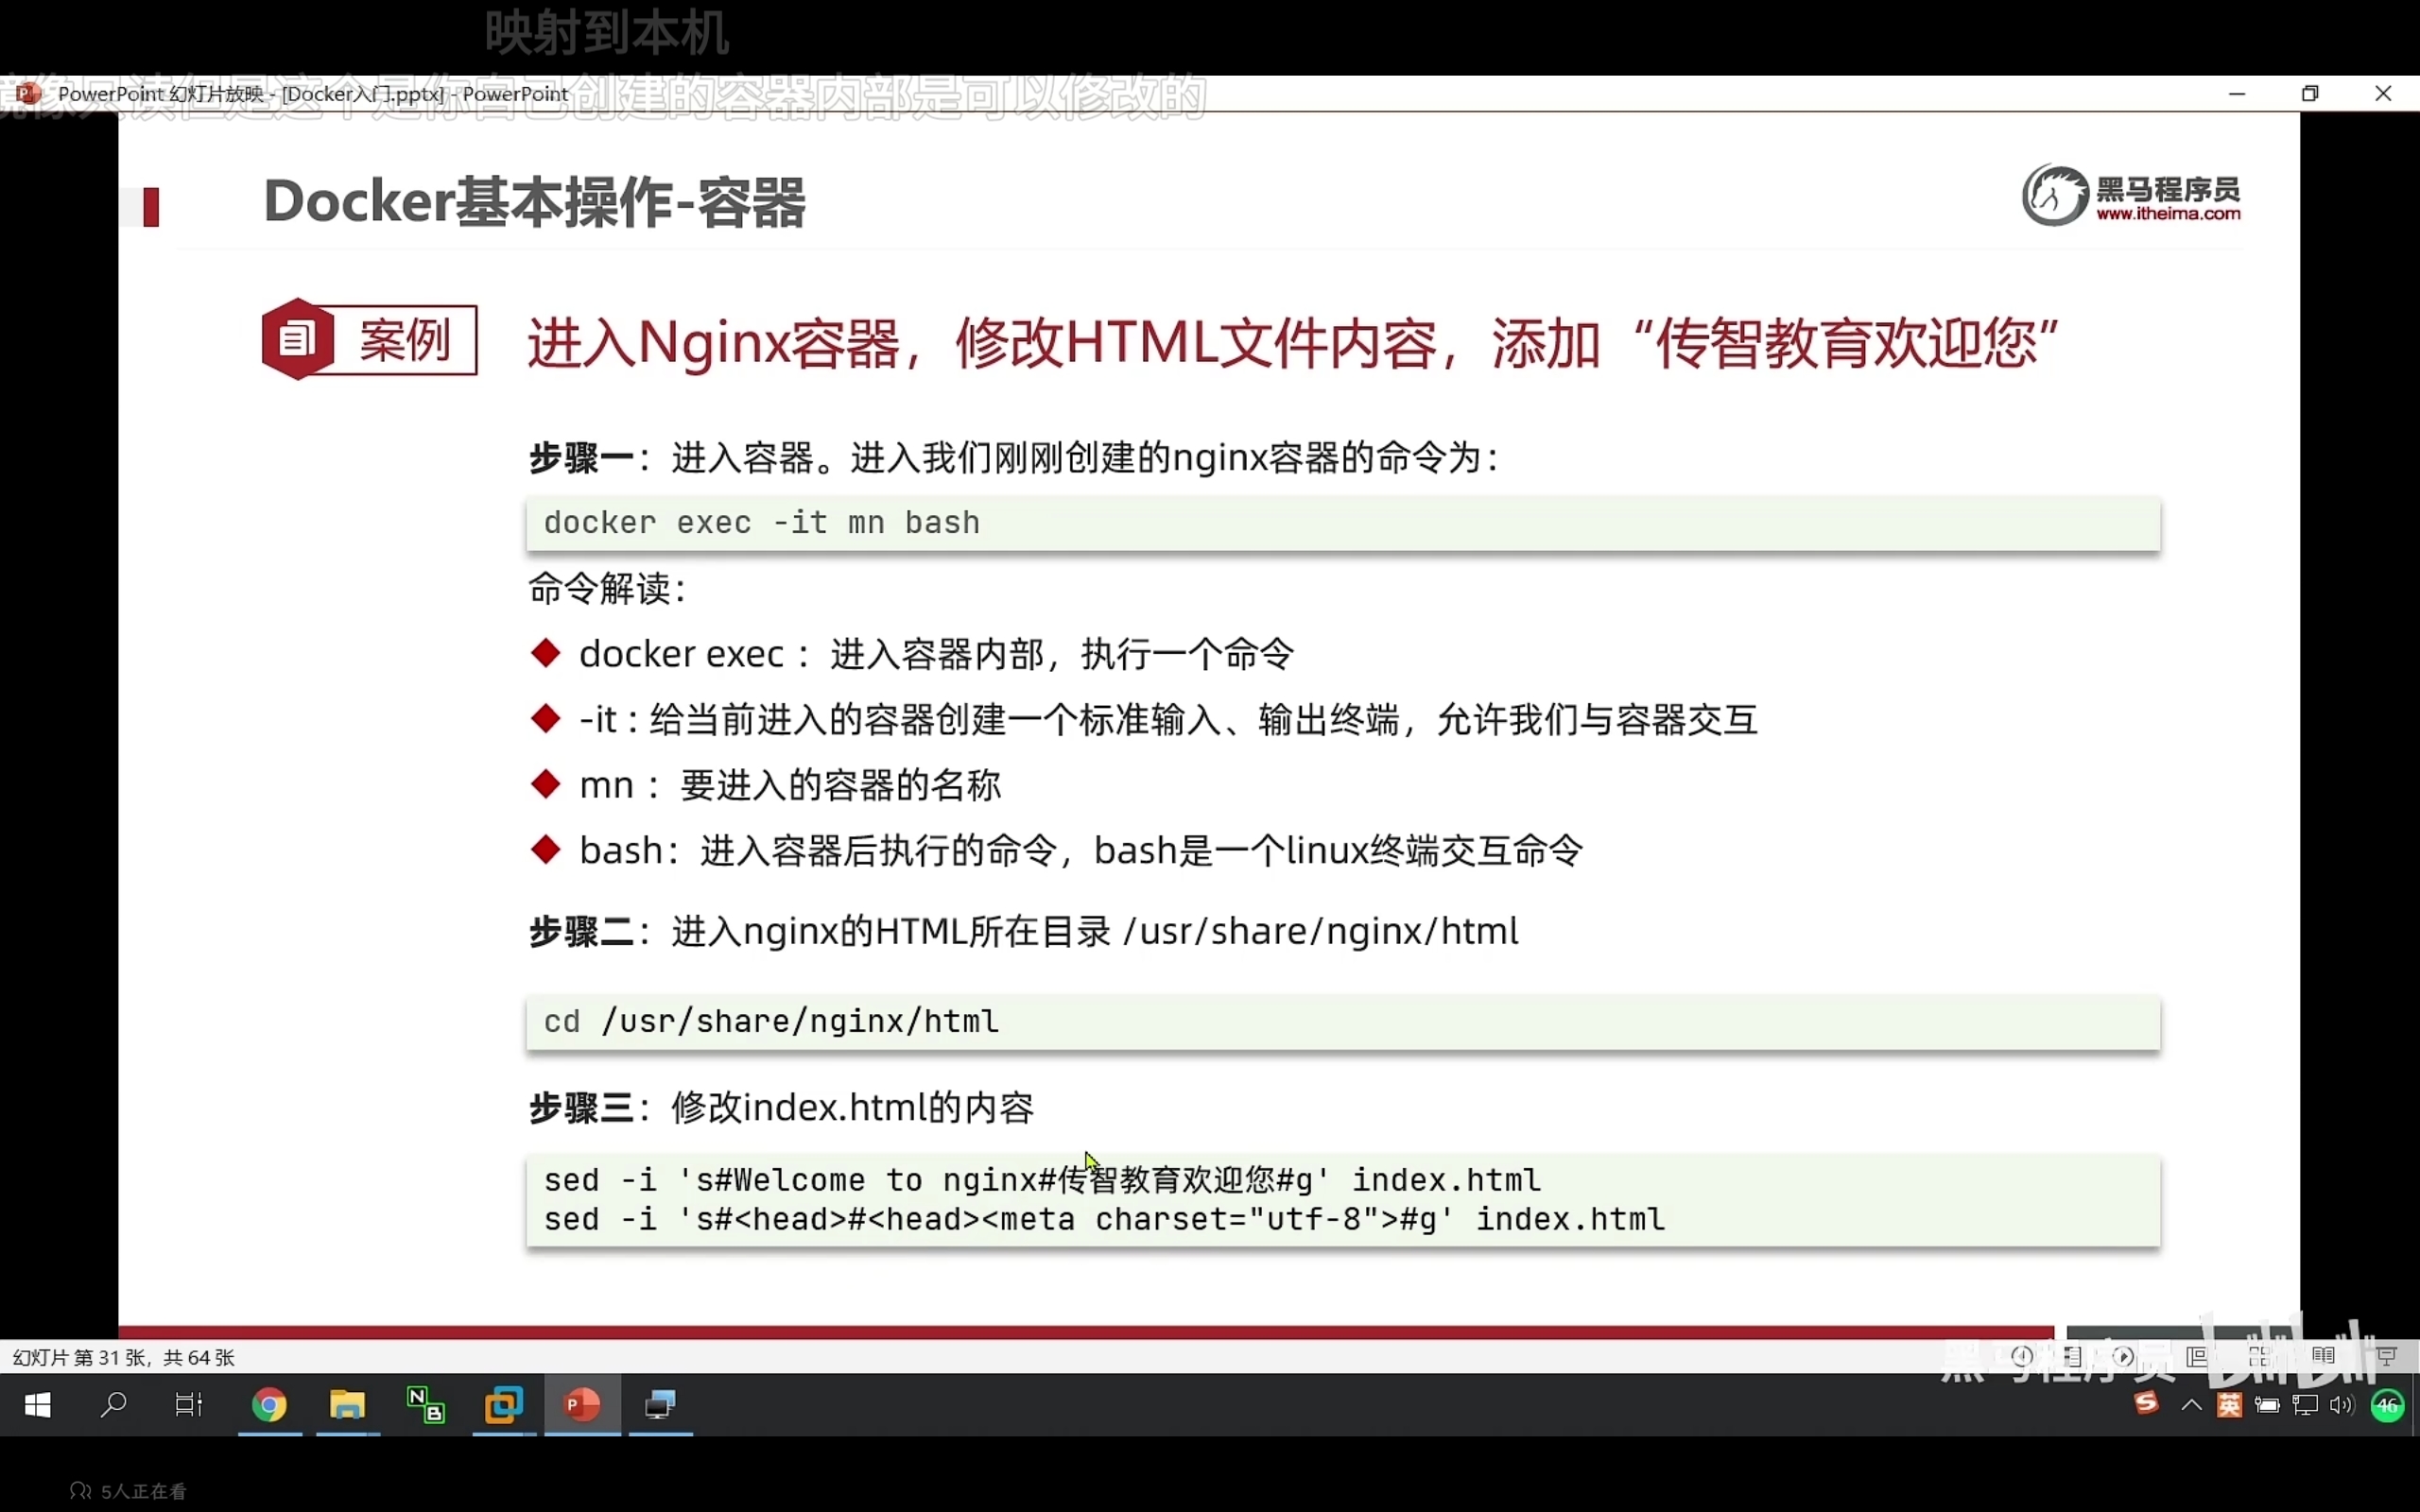 映射到本机
镜像只读但是这个是你自己创建的容器内部是可以修改的
PowerPoint 幻灯片放映 - [Docker入门.pptx] - PowerPoint
Docker基本操作-容器
黑马程序员
www.itheima.com
案例
进入Nginx容器，修改HTML文件内容，添加“传智教育欢迎您”
步骤一：进入容器。进入我们刚刚创建的nginx容器的命令为：
docker exec -it mn bash
命令解读：
docker exec ：进入容器内部，执行一个命令
-it : 给当前进入的容器创建一个标准输入、输出终端，允许我们与容器交互
mn ：要进入的容器的名称
bash：进入容器后执行的命令，bash是一个linux终端交互命令
步骤二：进入nginx的HTML所在目录 /usr/share/nginx/html
cd /usr/share/nginx/html
步骤三：修改index.html的内容
sed -i 's#Welcome to nginx#传智教育欢迎您#g' index.html
sed -i 's#<head>#<head><meta charset="utf-8">#g' index.html
黑马程序员 bilibili
幻灯片 第 31 张，共 64 张
英
46
5人正在看